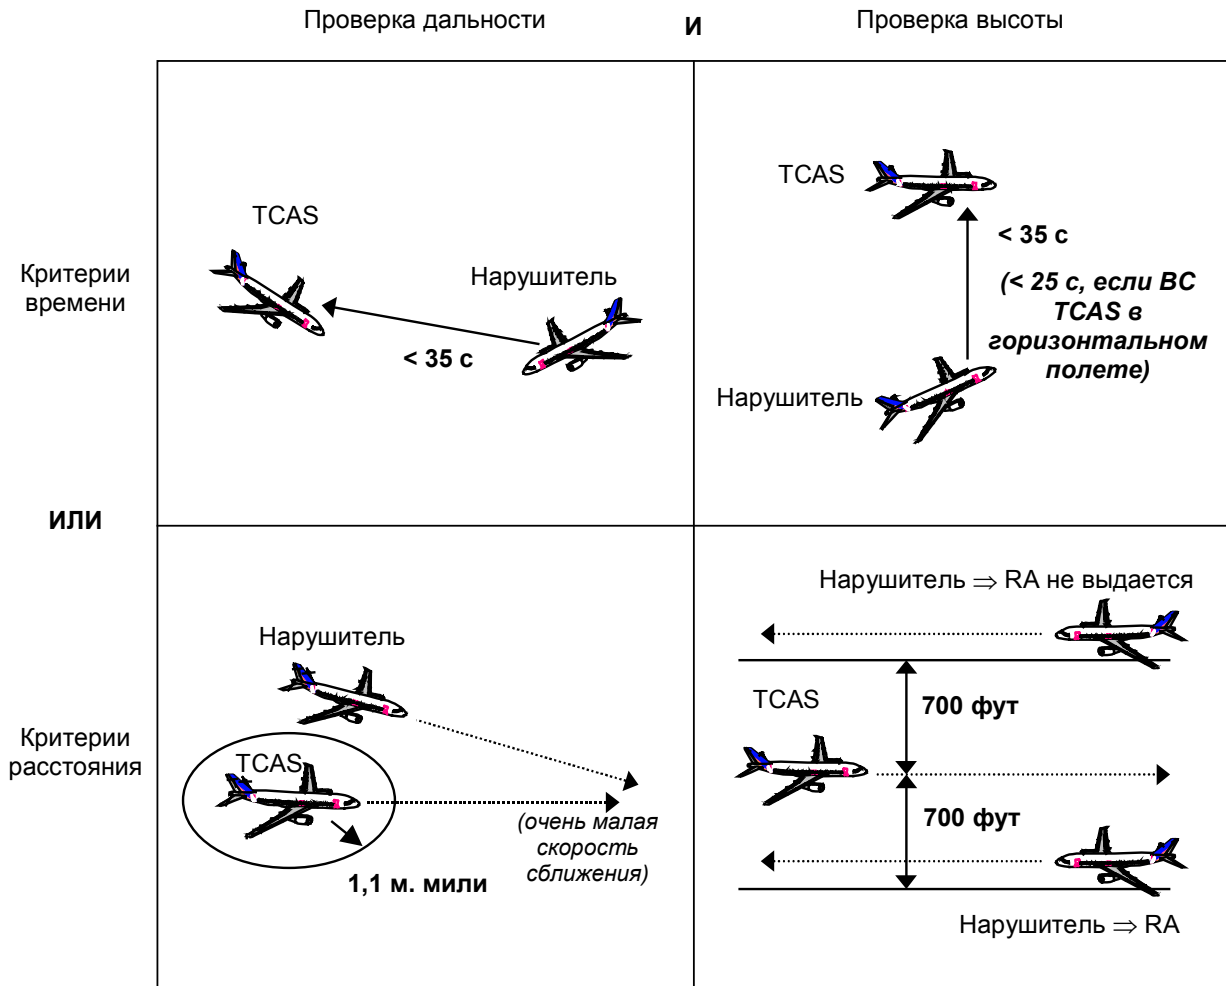 Проверка дальности
И
Проверка высоты
TCAS
Нарушитель
< 35 с
TCAS
< 35 с
(< 25 с, если ВС
TCAS в
горизонтальном
полете)
Нарушитель
Критерии
времени
ИЛИ
Нарушитель
TCAS
(очень малая
скорость
сближения)
1,1 м. мили
Критерии
расстояния
Нарушитель ⇒ RA не выдается
TCAS
700 фут
700 фут
Нарушитель ⇒ RA